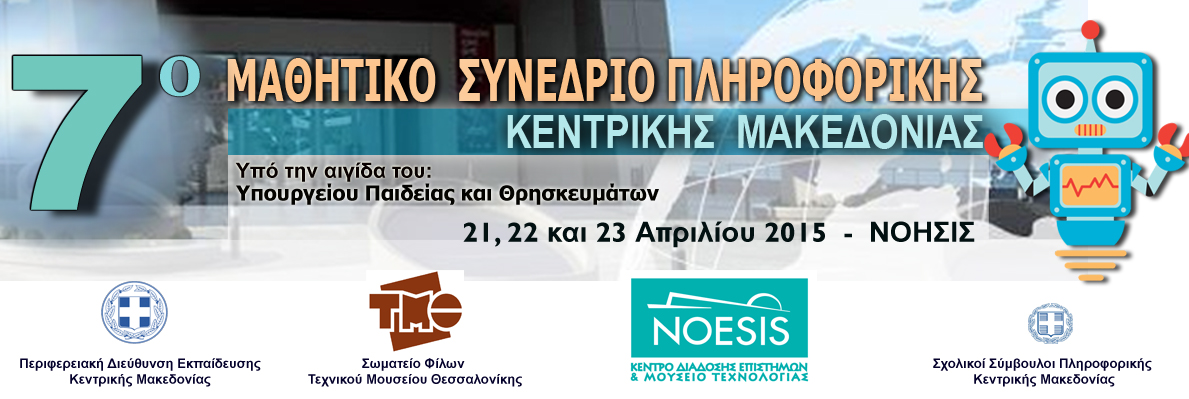 7ο ΜΑΘΗΤΙΚΟ ΣΥΝΕΔΡΙΟ ΠΛΗΡΟΦΟΡΙΚΗΣ
ΚΕΝΤΡΙΚΗΣ ΜΑΚΕΔΟΝΙΑΣ
Υπό την αιγίδα του:
Υπουργείου Παιδείας και Θρησκευμάτων
21, 22 και 23 Απριλίου 2015 - ΝΟΗΣΙΣ
Περιφερειακή Διεύθυνση Εκπαίδευσης
Κεντρικής Μακεδονίας
ΤΜΘ
Σωματείο Φίλων
Τεχνικού Μουσείου Θεσσαλονίκης
NOESIS
ΚΕΝΤΡΟ ΔΙΑΔΟΣΗΣ ΕΠΙΣΤΗΜΩΝ
& ΜΟΥΣΕΙΟ ΤΕΧΝΟΛΟΓΙΑΣ
Σχολικοί Σύμβουλοι Πληροφορικής
Κεντρικής Μακεδονίας